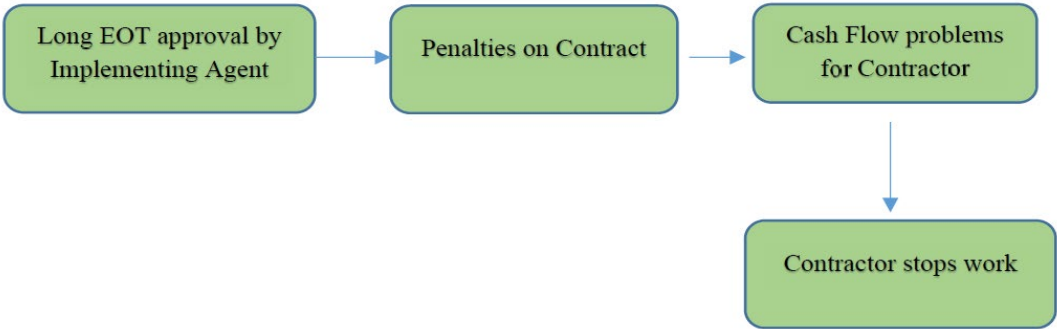 Long EOT approval by
Implementing Agent
Penalties on Contract
Cash Flow problems
for Contractor
Contractor stops work